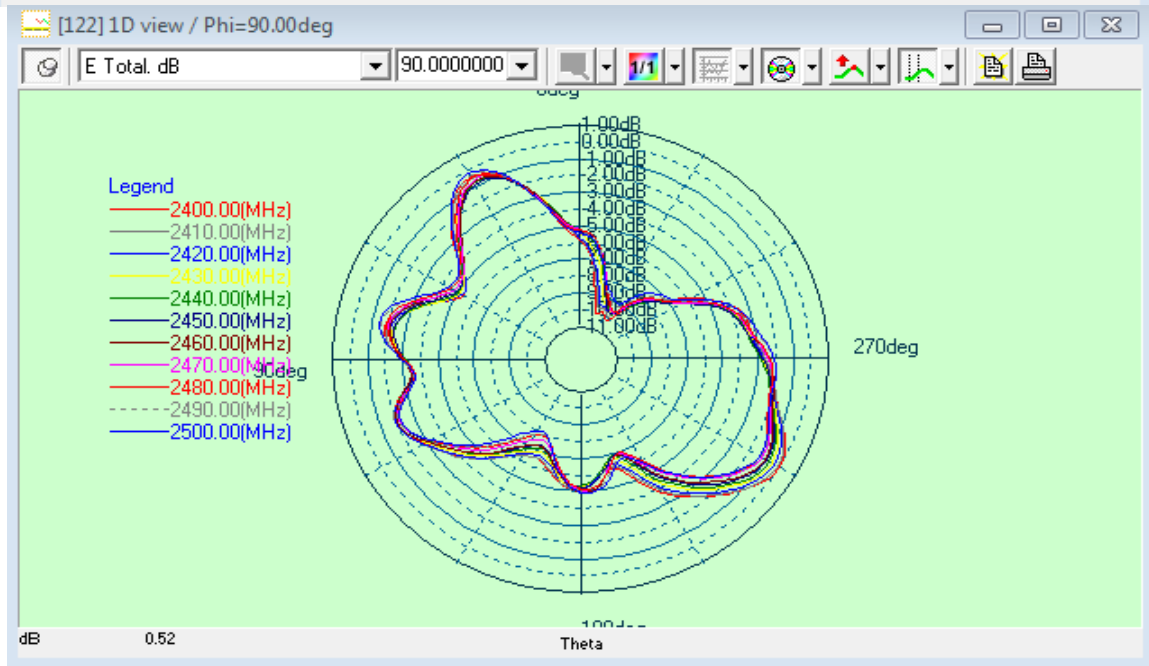 [122] 1D view / Phi=90.00deg
E Total. dB
90.0000000
1/1
1.00dB
0.00dB
-1.00dB
-2.00dB
-3.00dB
-4.00dB
-5.00dB
-11.00dB
Legend
2400.00(MHz)
2410.00(MHz)
2420.00(MHz)
2430.00(MHz)
2440.00(MHz)
2450.00(MHz)
2460.00(MHz)
2470.00(MHz)
2480.00(MHz)
2490.00(MHz)
2500.00(MHz)
90deg
270deg
dB
0.52
Theta